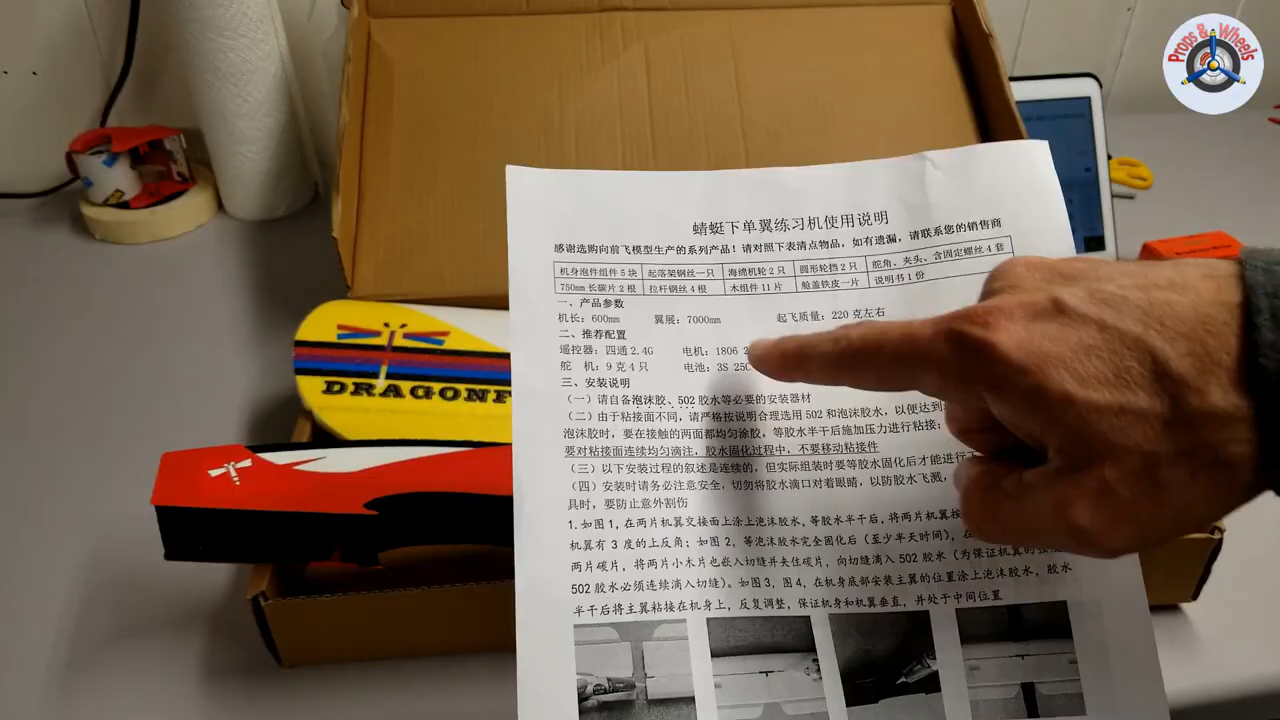 Props & Wheels
蜻蜓下单翼练习机使用说明
感谢选购向前飞模型生产的系列产品！请对照下表清点物品，如有遗漏，请联系您的销售商
机身泡件组件 5 块 起落架钢丝一只 海绵机轮 2 只 圆形轮挡 2 只 舵角、夹头、含固定螺丝 4 套
750mm 长碳片 2 根 拉杆钢丝 4 根 木组件 11 片 舱盖铁皮一片 说明书 1 份
一、产品参数
机长：600mm 翼展：7000mm 起飞质量：220 克左右
二、推荐配置
遥控器：四通 2.4G 电机：1806 2
舵 机：9 克 4 只 电池：3S 25C
三、安装说明
（一）请自备泡沫胶、502 胶水等必要的安装器材
（二）由于粘接面不同，请严格按说明合理选用 502 和泡沫胶水，以便达到
泡沫胶时，要在接触的两面都均匀涂胶，等胶水半干后施加压力进行粘接；
要对粘接面连续均匀滴注，胶水固化过程中，不要移动粘接件
（三）以下安装过程的叙述是连续的，但实际组装时要等胶水固化后才能进行
（四）安装时请务必注意安全，切勿将胶水滴口对着眼睛，以防胶水飞溅，
具时，要防止意外割伤
1. 如图 1，在两片机翼支接面上涂上泡沫胶水，等胶水半干后，将两片机翼
机翼有 3 度的上反角；如图 2，等泡沫胶水完全固化后（至少半天时间），
两片碳片，将两片小木片也嵌入切缝并夹住碳片，向切缝滴入 502 胶水（为保证机翼的
502 胶水必须连续滴入切缝）。如图 3，图 4，在机身底部安装主翼的位置涂上泡沫胶水，胶水
半干后将主翼粘接在机身上，反复调整，保证机身和机翼垂直，并处于中间位置
DRAGONF